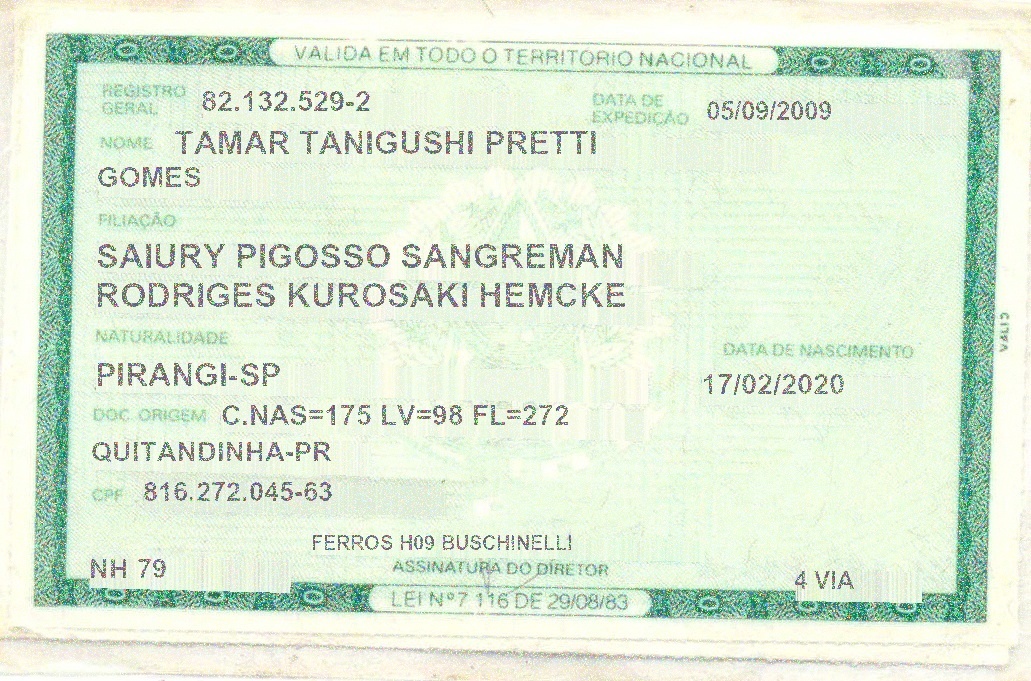 VALIDA EM TODO O TERRITÓRIO NACIONAL
REGISTRO GERAL 82.132.529-2 DATA DE EXPEDIÇÃO 05/09/2009
NOME TAMAR TANIGUSHI PRETTI
GOMES
FILIAÇÃO
SAIURY PIGOSSO SANGREMAN
RODRIGES KUROSAKI HEMCKE
NATURALIDADE DATA DE NASCIMENTO
PIRANGI-SP 17/02/2020
DOC. ORIGEM C.NAS=175 LV=98 FL=272
QUITANDINHA-PR
CPF 816.272.045-63
FERROS H09 BUSCHINELLI
NH 79 ASSINATURA DO DIRETOR 4 VIA
LEI Nº 7.116 DE 29/08/83
VALID